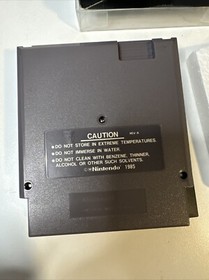 CAUTION
REV-A
●DO NOT STORE IN EXTREME TEMPERATURES.
●DO NOT IMMERSE IN WATER.
●DO NOT CLEAN WITH BENZENE, THINNER,
ALCOHOL OR OTHER SUCH SOLVENTS.
Nintendo 1985